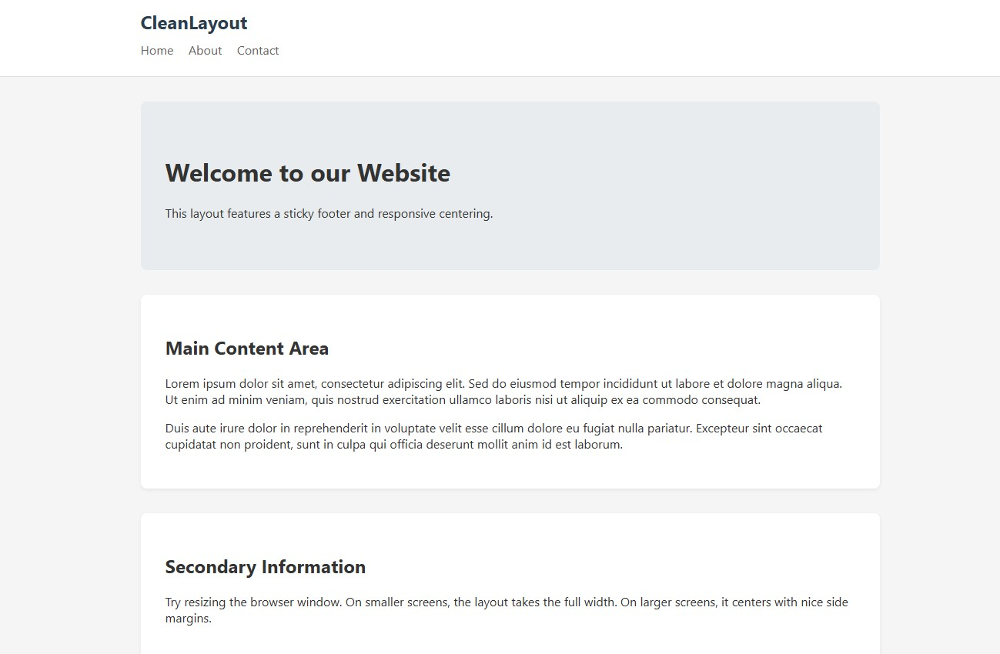 CleanLayout
Home About Contact
Welcome to our Website
This layout features a sticky footer and responsive centering.
Main Content Area
Lorem ipsum dolor sit amet, consectetur adipiscing elit. Sed do eiusmod tempor incididunt ut labore et dolore magna aliqua.
Ut enim ad minim veniam, quis nostrud exercitation ullamco laboris nisi ut aliquip ex ea commodo consequat.
Duis aute irure dolor in reprehenderit in voluptate velit esse cillum dolore eu fugiat nulla pariatur. Excepteur sint occaecat
cupidatat non proident, sunt in culpa qui officia deserunt mollit anim id est laborum.
Secondary Information
Try resizing the browser window. On smaller screens, the layout takes the full width. On larger screens, it centers with nice side
margins.